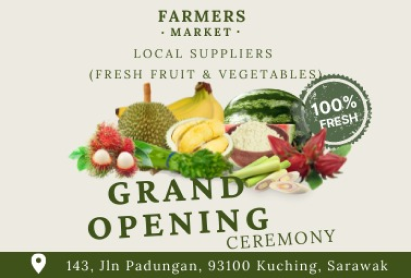 FARMERS
· MARKET ·
LOCAL SUPPLIERS
(FRESH FRUIT & VEGETABLES)
100%
FRESH
GRAND
OPENING
CEREMONY
143, Jln Padungan, 93100 Kuching, Sarawak